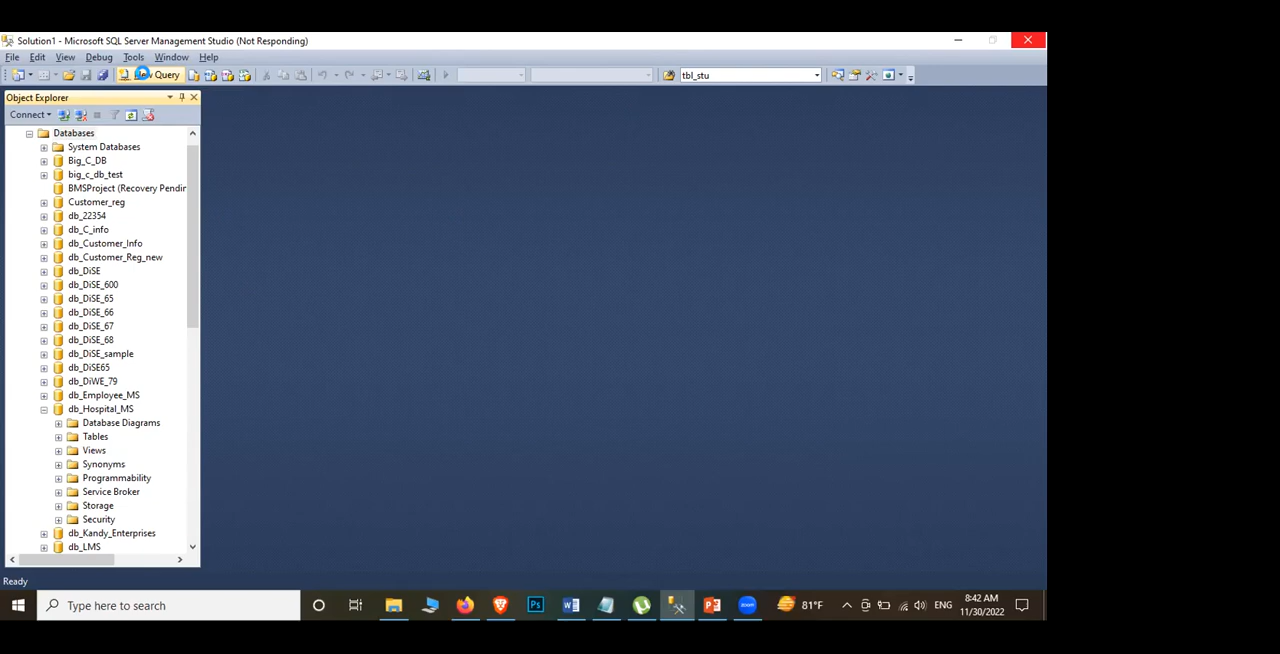 Solution1 - Microsoft SQL Server Management Studio (Not Responding)
File Edit View Debug Tools Window Help
Query tbl_stu
Object Explorer
Connect
Databases
System Databases
Big_C_DB
big_c_db_test
BMSProject (Recovery Pendin
Customer_reg
db_22354
db_C_info
db_Customer_Info
db_Customer_Reg_new
db_DiSE
db_DiSE_600
db_DiSE_65
db_DiSE_66
db_DiSE_67
db_DiSE_68
db_DiSE_sample
db_DiSE65
db_DiWE_79
db_Employee_MS
db_Hospital_MS
Database Diagrams
Tables
Views
Synonyms
Programmability
Service Broker
Storage
Security
db_Kandy_Enterprises
db_LMS
Ready
Type here to search
Ps
81°F
ENG
8:42 AM
11/30/2022